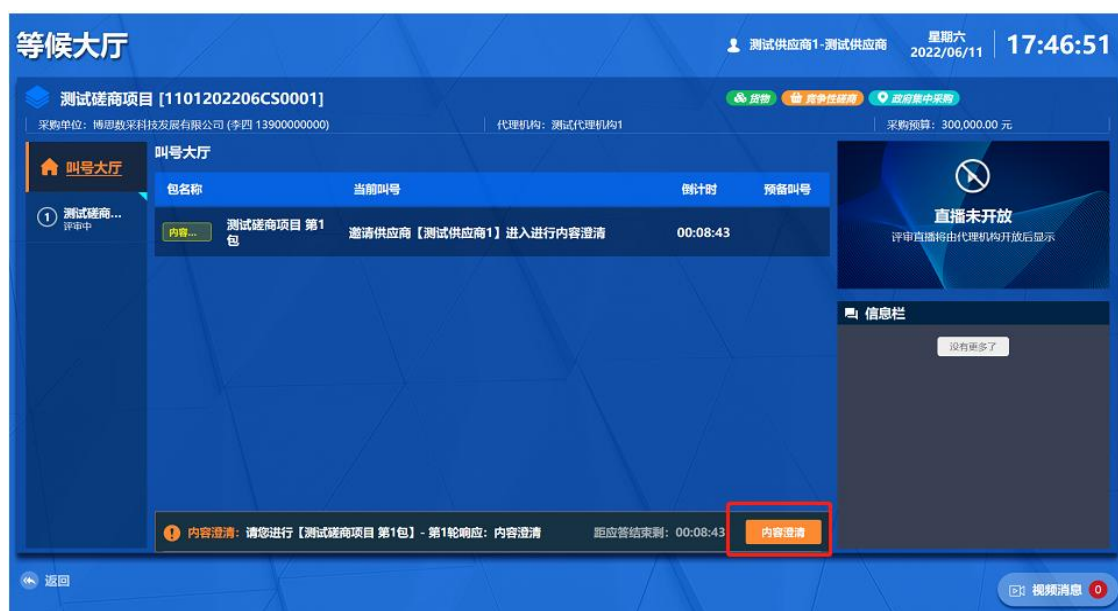 等候大厅
测试供应商1-测试供应商
星期六
2022/06/11
17:46:51
测试磋商项目 [1101202206CS0001]
货物
竞争性磋商
政府集中采购
采购单位：博思数采科技发展有限公司 (李四 13900000000)
代理机构：测试代理机构1
采购预算：300,000.00 元
叫号大厅
叫号大厅
包名称
当前叫号
倒计时
预备叫号
1
测试磋商...
评审中
内容...
测试磋商项目 第1
包
邀请供应商【测试供应商1】进入进行内容澄清
00:08:43
直播未开放
评审直播将由代理机构开放后显示
信息栏
没有更多了
内容澄清：请您进行【测试磋商项目 第1包】- 第1轮响应：内容澄清
距应答结束剩：00:08:43
内容澄清
返回
视频消息
0